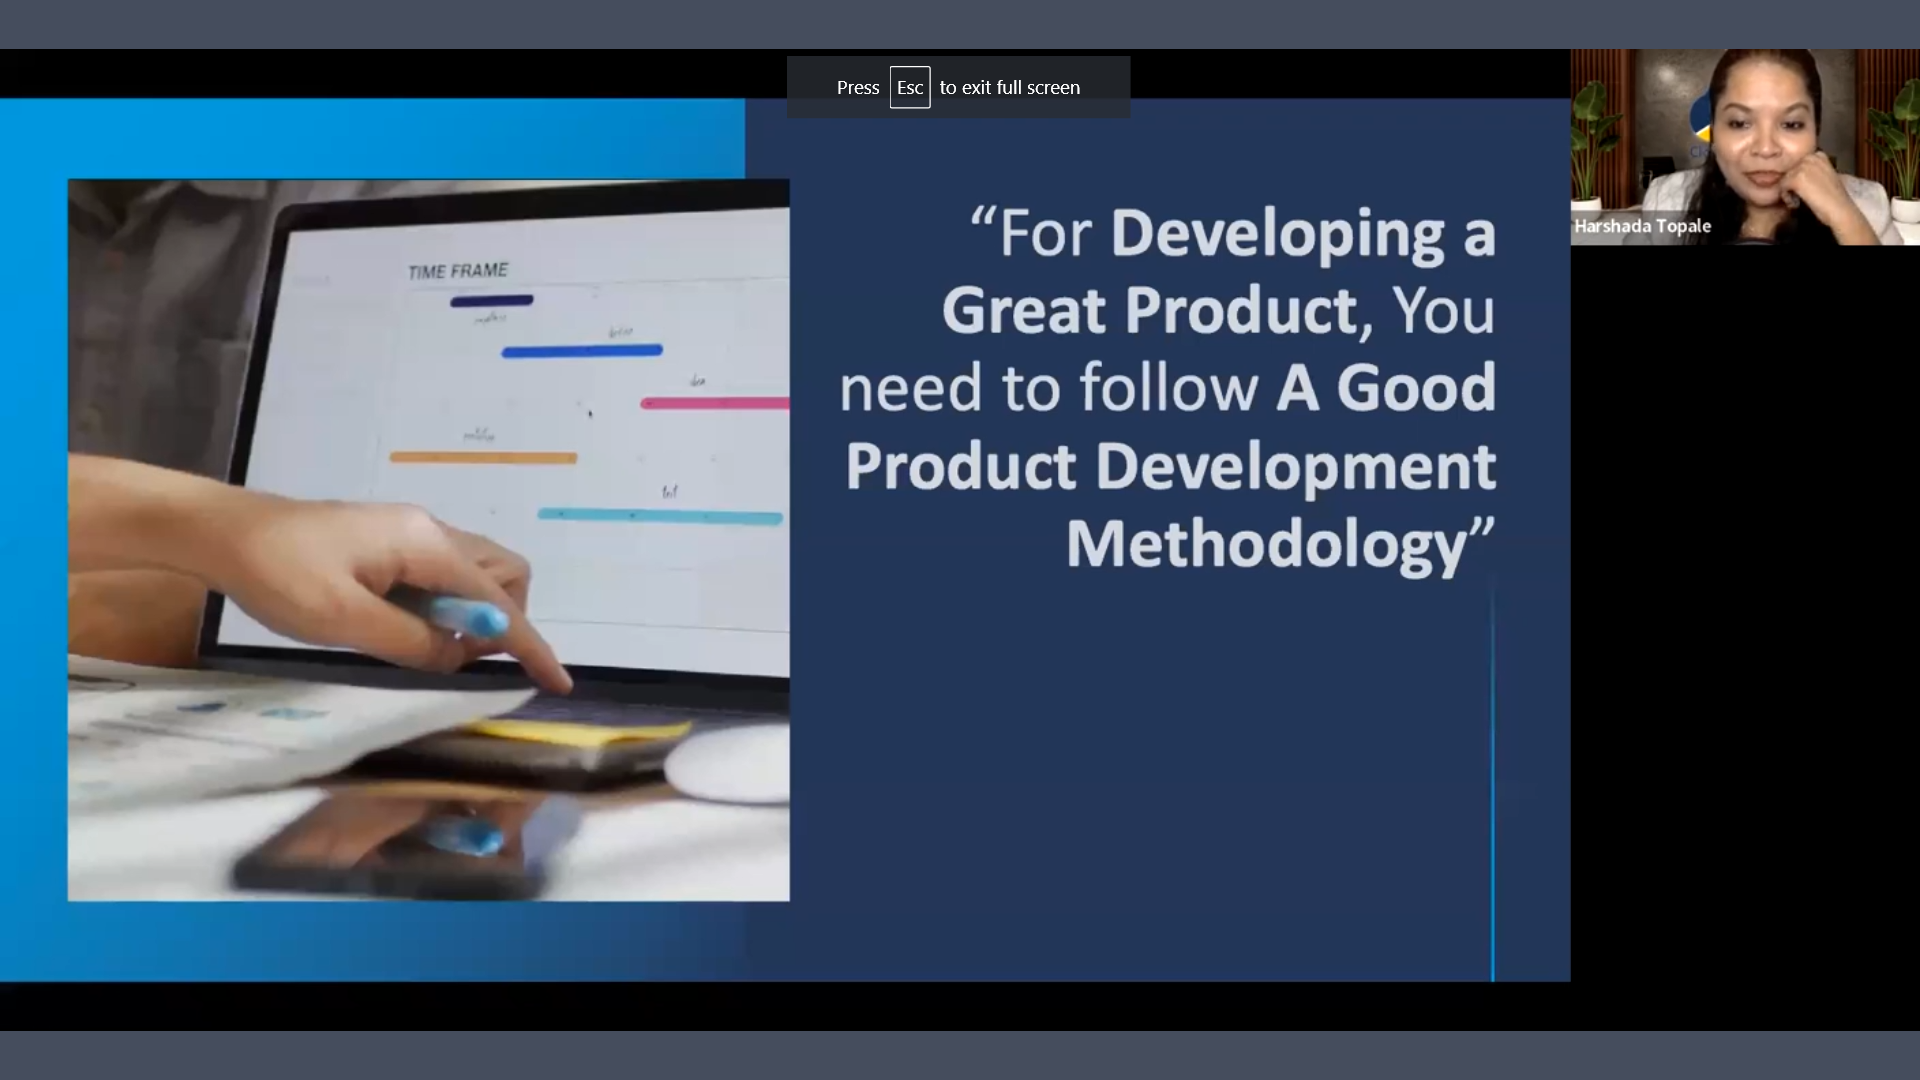 Press Esc to exit full screen
Harshada Topale
“For Developing a
Great Product, You
need to follow A Good
Product Development
Methodology”
TIME FRAME
test